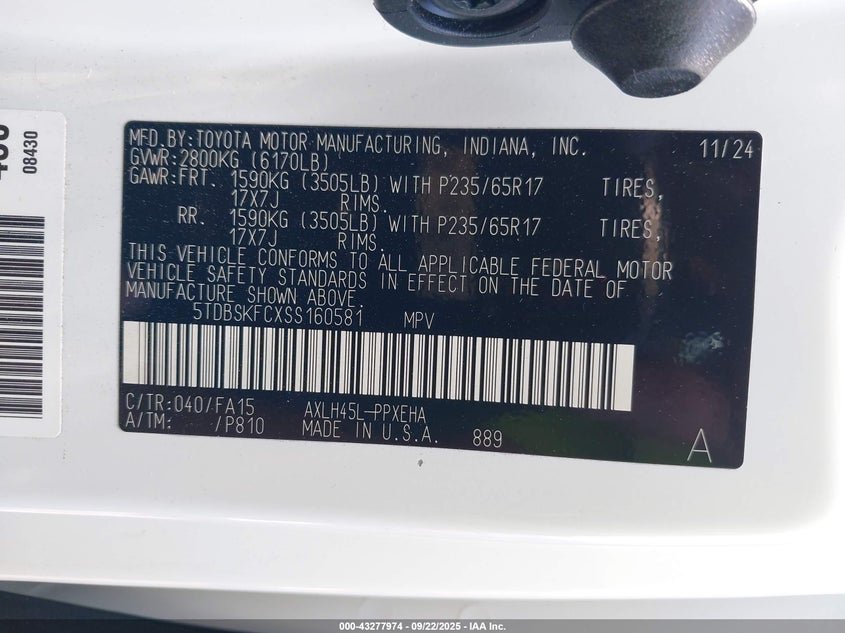 08430
MFD.BY:TOYOTA MOTOR MANUFACTURING, INDIANA, INC. 11/24
GVWR:2800KG (6170LB)
GAWR:FRT. 1590KG (3505LB) WITH P235/65R17 TIRES,
17X7J RIMS.
RR. 1590KG (3505LB) WITH P235/65R17 TIRES,
17X7J RIMS.
THIS VEHICLE CONFORMS TO ALL APPLICABLE FEDERAL MOTOR
VEHICLE SAFETY STANDARDS IN EFFECT ON THE DATE OF
MANUFACTURE SHOWN ABOVE.
5TDBSKFCXSS160581 MPV
C/TR:040/FA15 AXLH45L-PPXEHA
A/TM: /P810 MADE IN U.S.A. 889
A
000-43277974 - 09/22/2025 - IAA Inc.